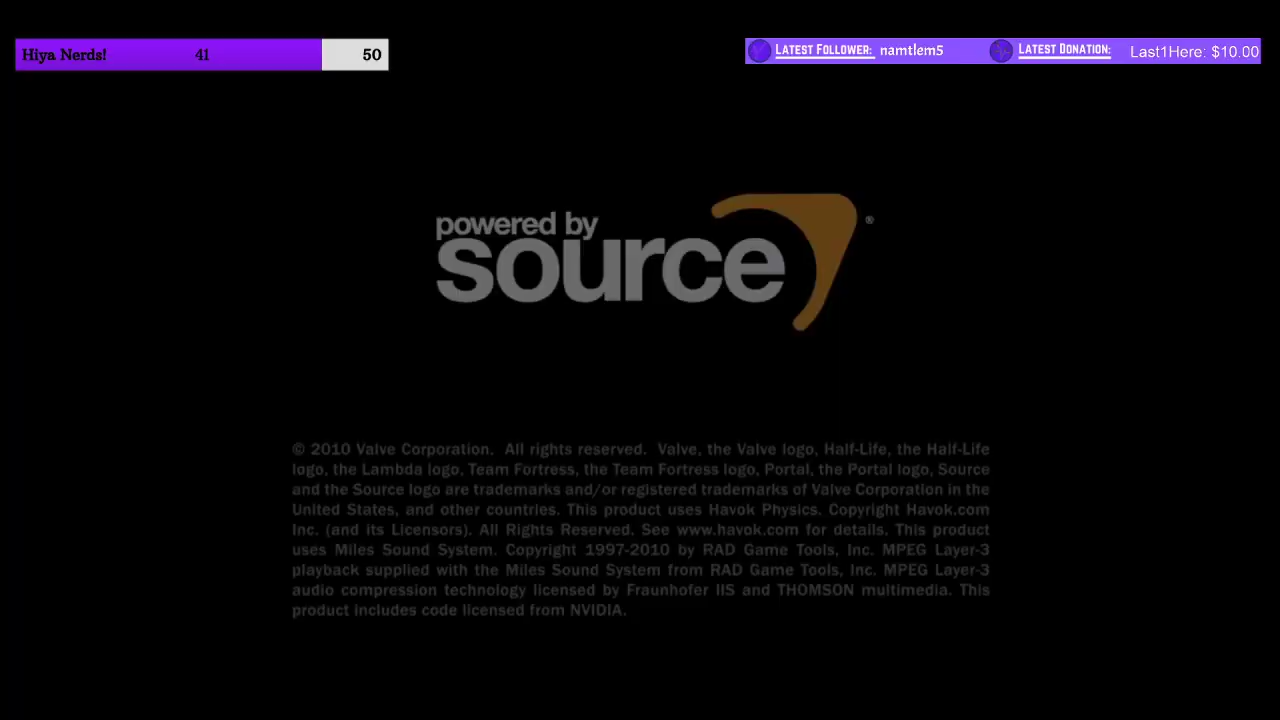 Hiya Nerds! 41 50
LATEST FOLLOWER: namtlem5 LATEST DONATION: Last1Here: $10.00
powered by
source®
© 2010 Valve Corporation. All rights reserved. Valve, the Valve logo, Half-Life, the Half-Life
logo, the Lambda logo, Team Fortress, the Team Fortress logo, Portal, the Portal logo, Source
and the Source logo are trademarks and/or registered trademarks of Valve Corporation in the
United States, and other countries. This product uses Havok Physics. Copyright Havok.com
Inc. (and its Licensors). All Rights Reserved. See www.havok.com for details. This product
uses Miles Sound System. Copyright 1997-2010 by RAD Game Tools, Inc. MPEG Layer-3
playback supplied with the Miles Sound System from RAD Game Tools, Inc. MPEG Layer-3
audio compression technology licensed by Fraunhofer IIS and THOMSON multimedia. This
product includes code licensed from NVIDIA.